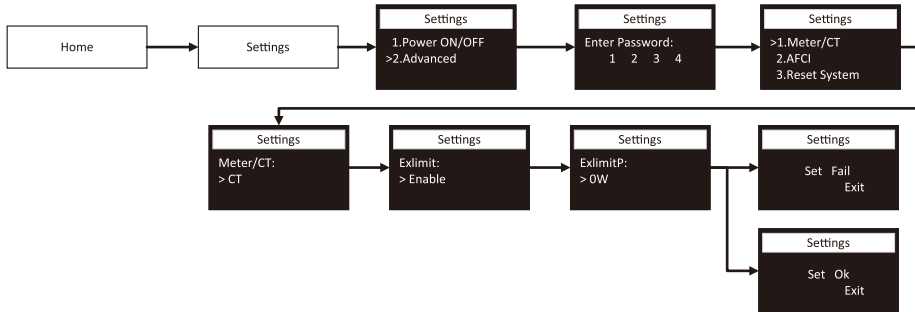 Home
Settings
Settings
1.Power ON/OFF
>2.Advanced
Settings
Enter Password:
1 2 3 4
Settings
>1.Meter/CT
2.AFCI
3.Reset System
Settings
Meter/CT:
> CT
Settings
Exlimit:
> Enable
Settings
ExlimitP:
> 0W
Settings
Set Fail
Exit
Settings
Set Ok
Exit